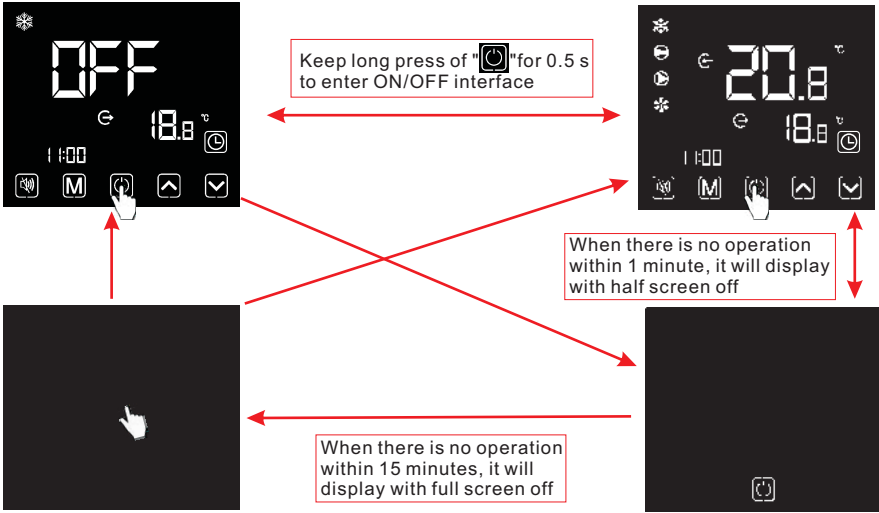 OFF
18.8 °C
11:00
M
Keep long press of " "for 0.5 s
to enter ON/OFF interface
20.8 °C
18.8 °C
11:00
M
When there is no operation
within 1 minute, it will display
with half screen off
When there is no operation
within 15 minutes, it will
display with full screen off